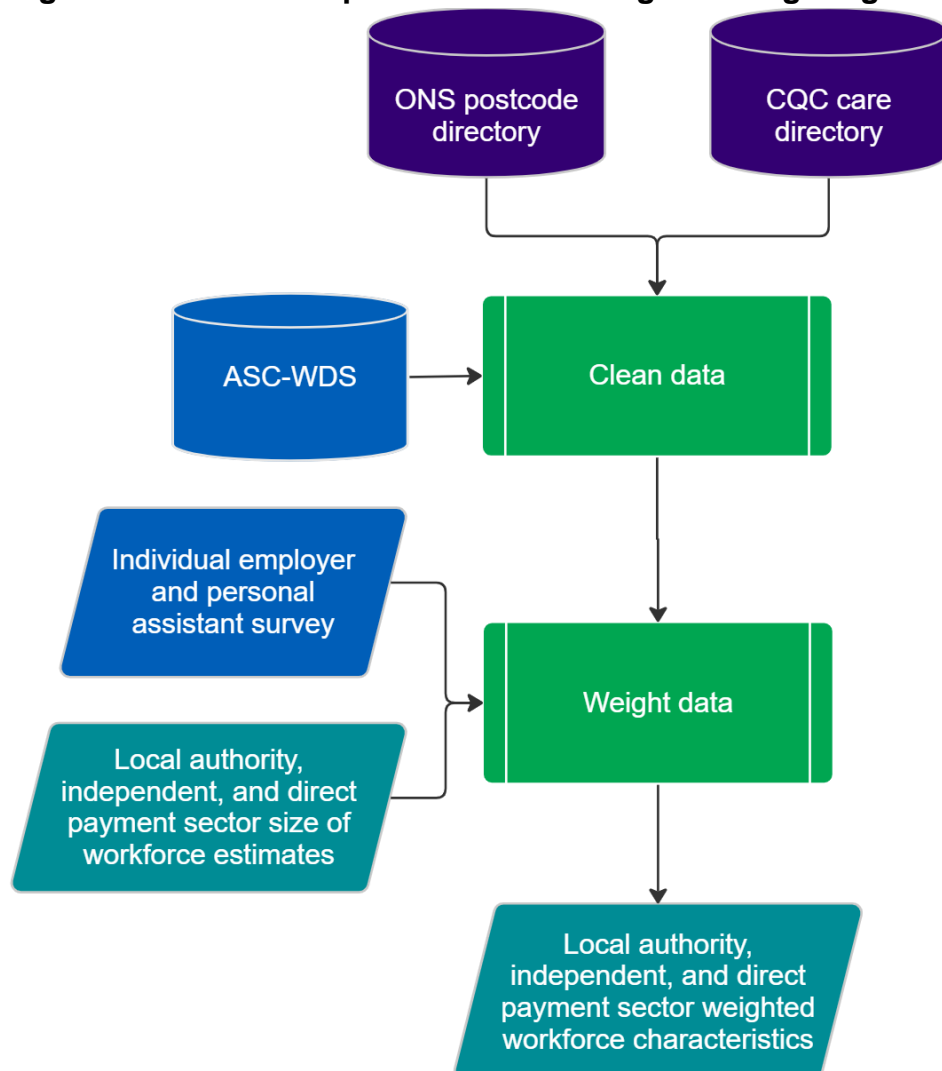 ONS postcode
directory
CQC care
directory
ASC-WDS
Clean data
Individual employer
and personal
assistant survey
Weight data
Local authority,
independent, and direct
payment sector size of
workforce estimates
Local authority,
independent, and direct
payment sector weighted
workforce characteristics